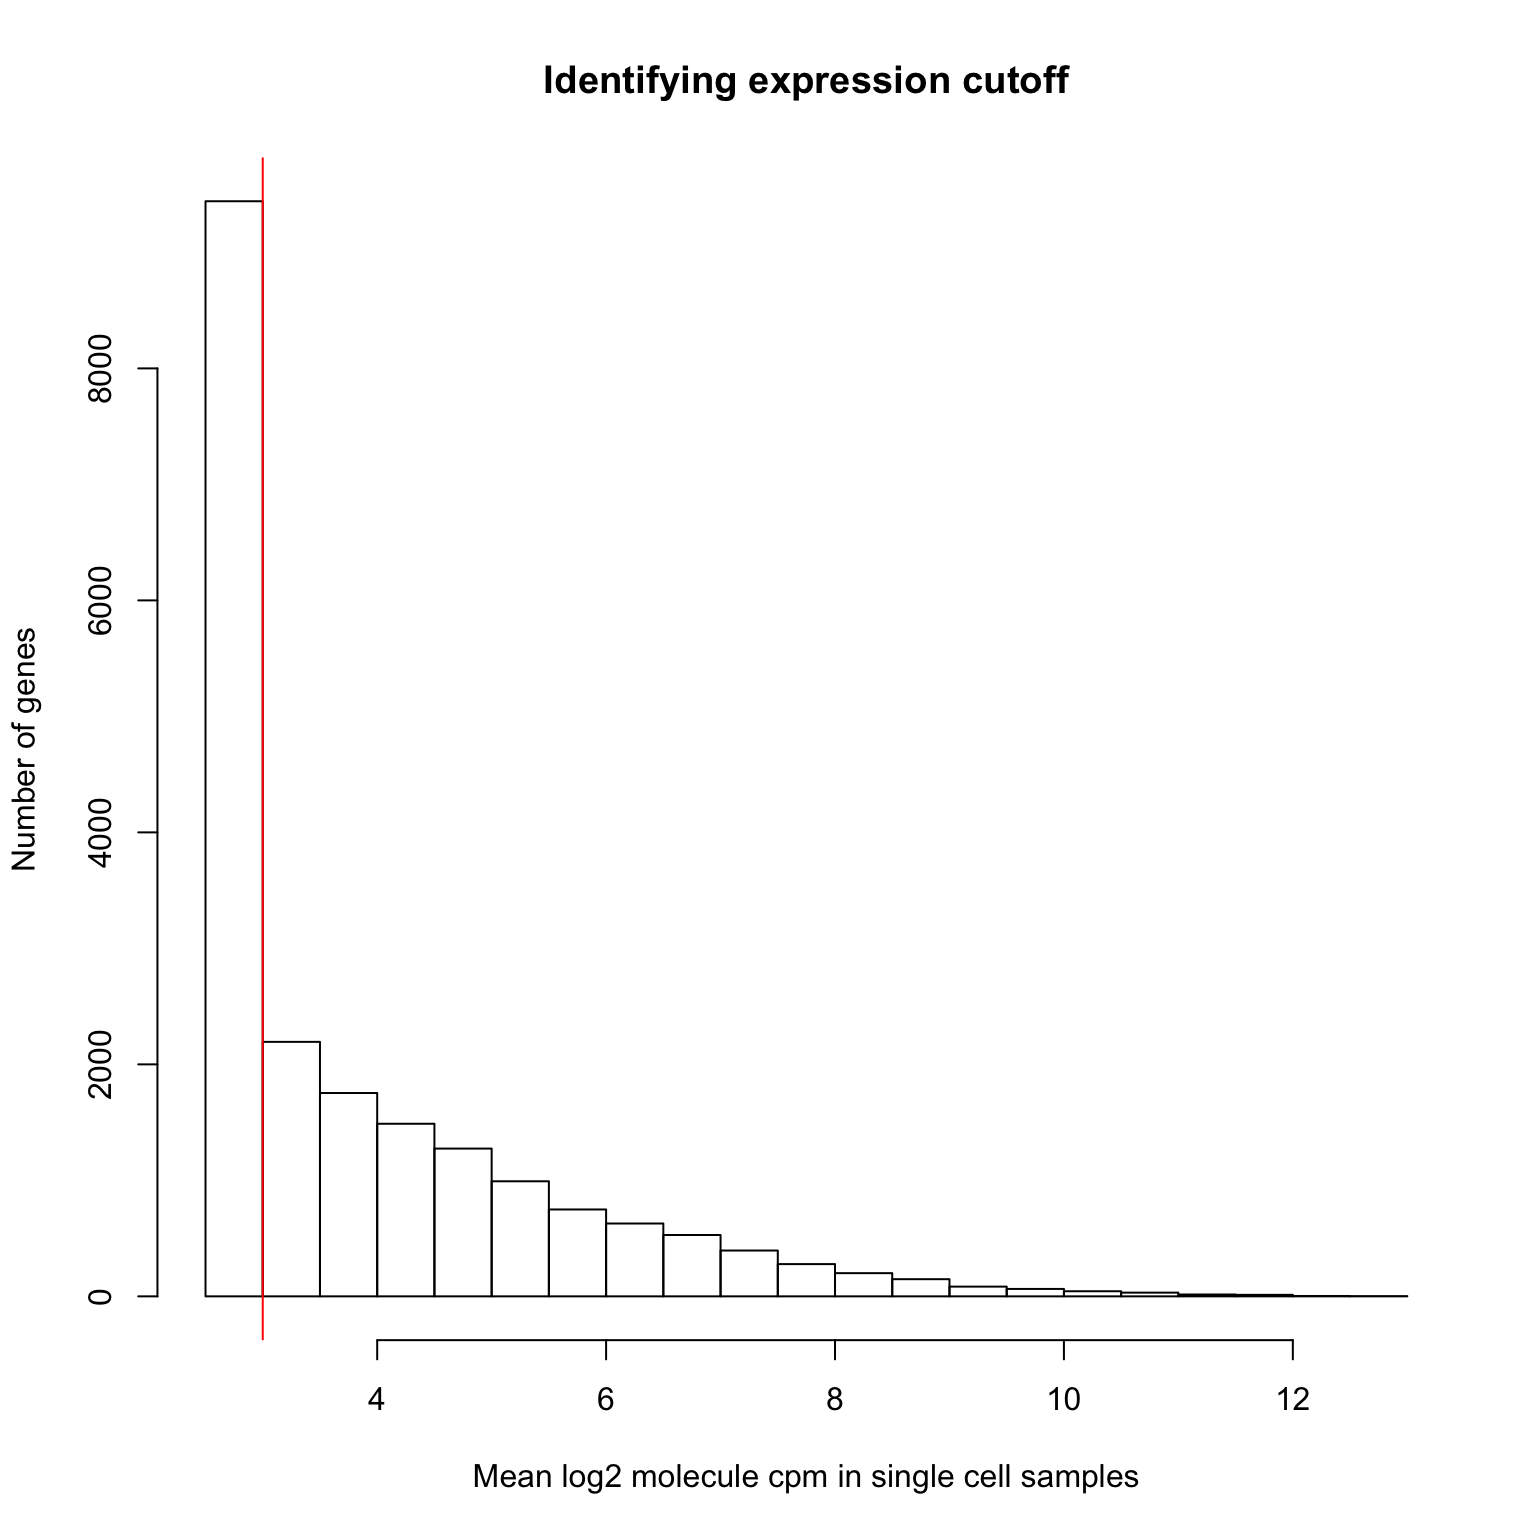 Identifying expression cutoff
Number of genes
8000
6000
4000
2000
0
4 6 8 10 12
Mean log2 molecule cpm in single cell samples